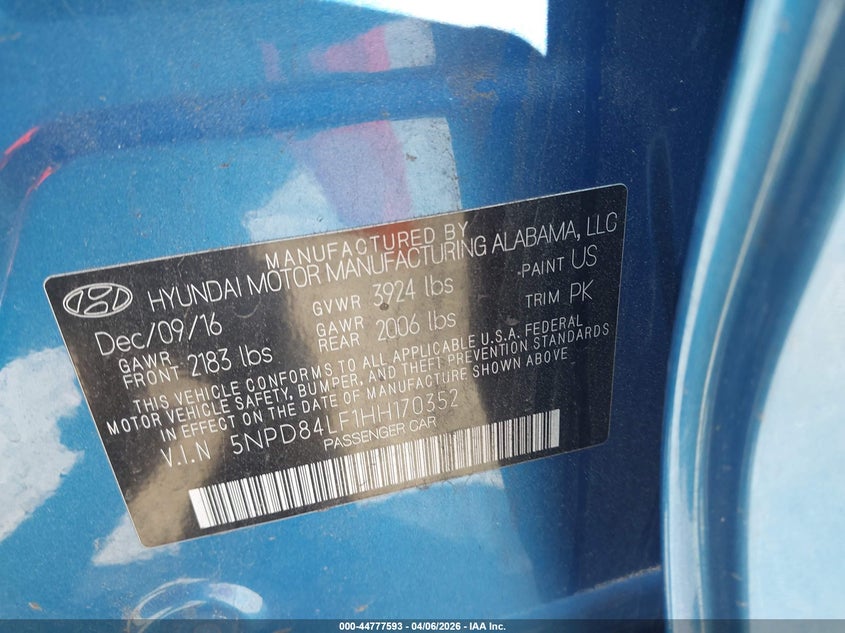 MANUFACTURED BY
HYUNDAI MOTOR MANUFACTURING ALABAMA, LLC
Dec/09/16 GVWR 3924 lbs PAINT US
GAWR FRONT 2183 lbs GAWR REAR 2006 lbs TRIM PK
THIS VEHICLE CONFORMS TO ALL APPLICABLE U.S.A. FEDERAL
MOTOR VEHICLE SAFETY, BUMPER, AND THEFT PREVENTION STANDARDS
IN EFFECT ON THE DATE OF MANUFACTURE SHOWN ABOVE
V.I.N 5NPD84LF1HH170352
PASSENGER CAR
000-44777593 - 04/06/2026 - IAA Inc.